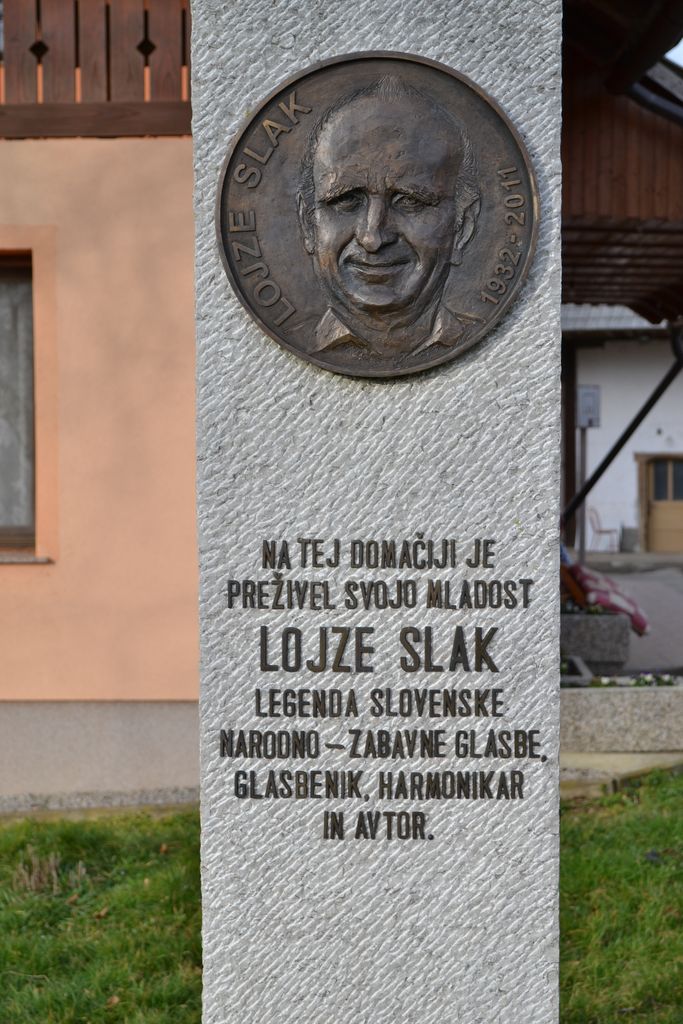 LOJZE SLAK
1932 - 2011
NA TEJ DOMAČIJI JE
PREŽIVEL SVOJO MLADOST
LOJZE SLAK
LEGENDA SLOVENSKE
NARODNO – ZABAVNE GLASBE,
GLASBENIK, HARMONIKAR
IN AVTOR.